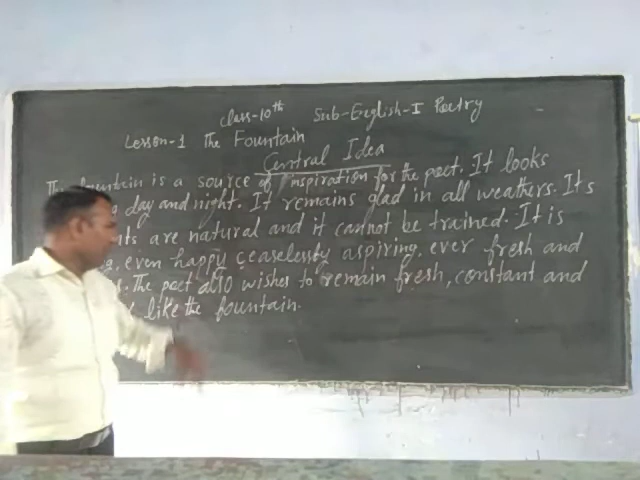 Class-10th Sub-English-I Poetry
Lesson-1 The Fountain
Central Idea
The fountain is a source of inspiration for the poet. It looks
day and night. It remains glad in all weathers. Its
are natural and it cannot be trained. It is
even happy ceaselessly aspiring, ever fresh and
The poet also wishes to remain fresh, constant and
like the fountain.